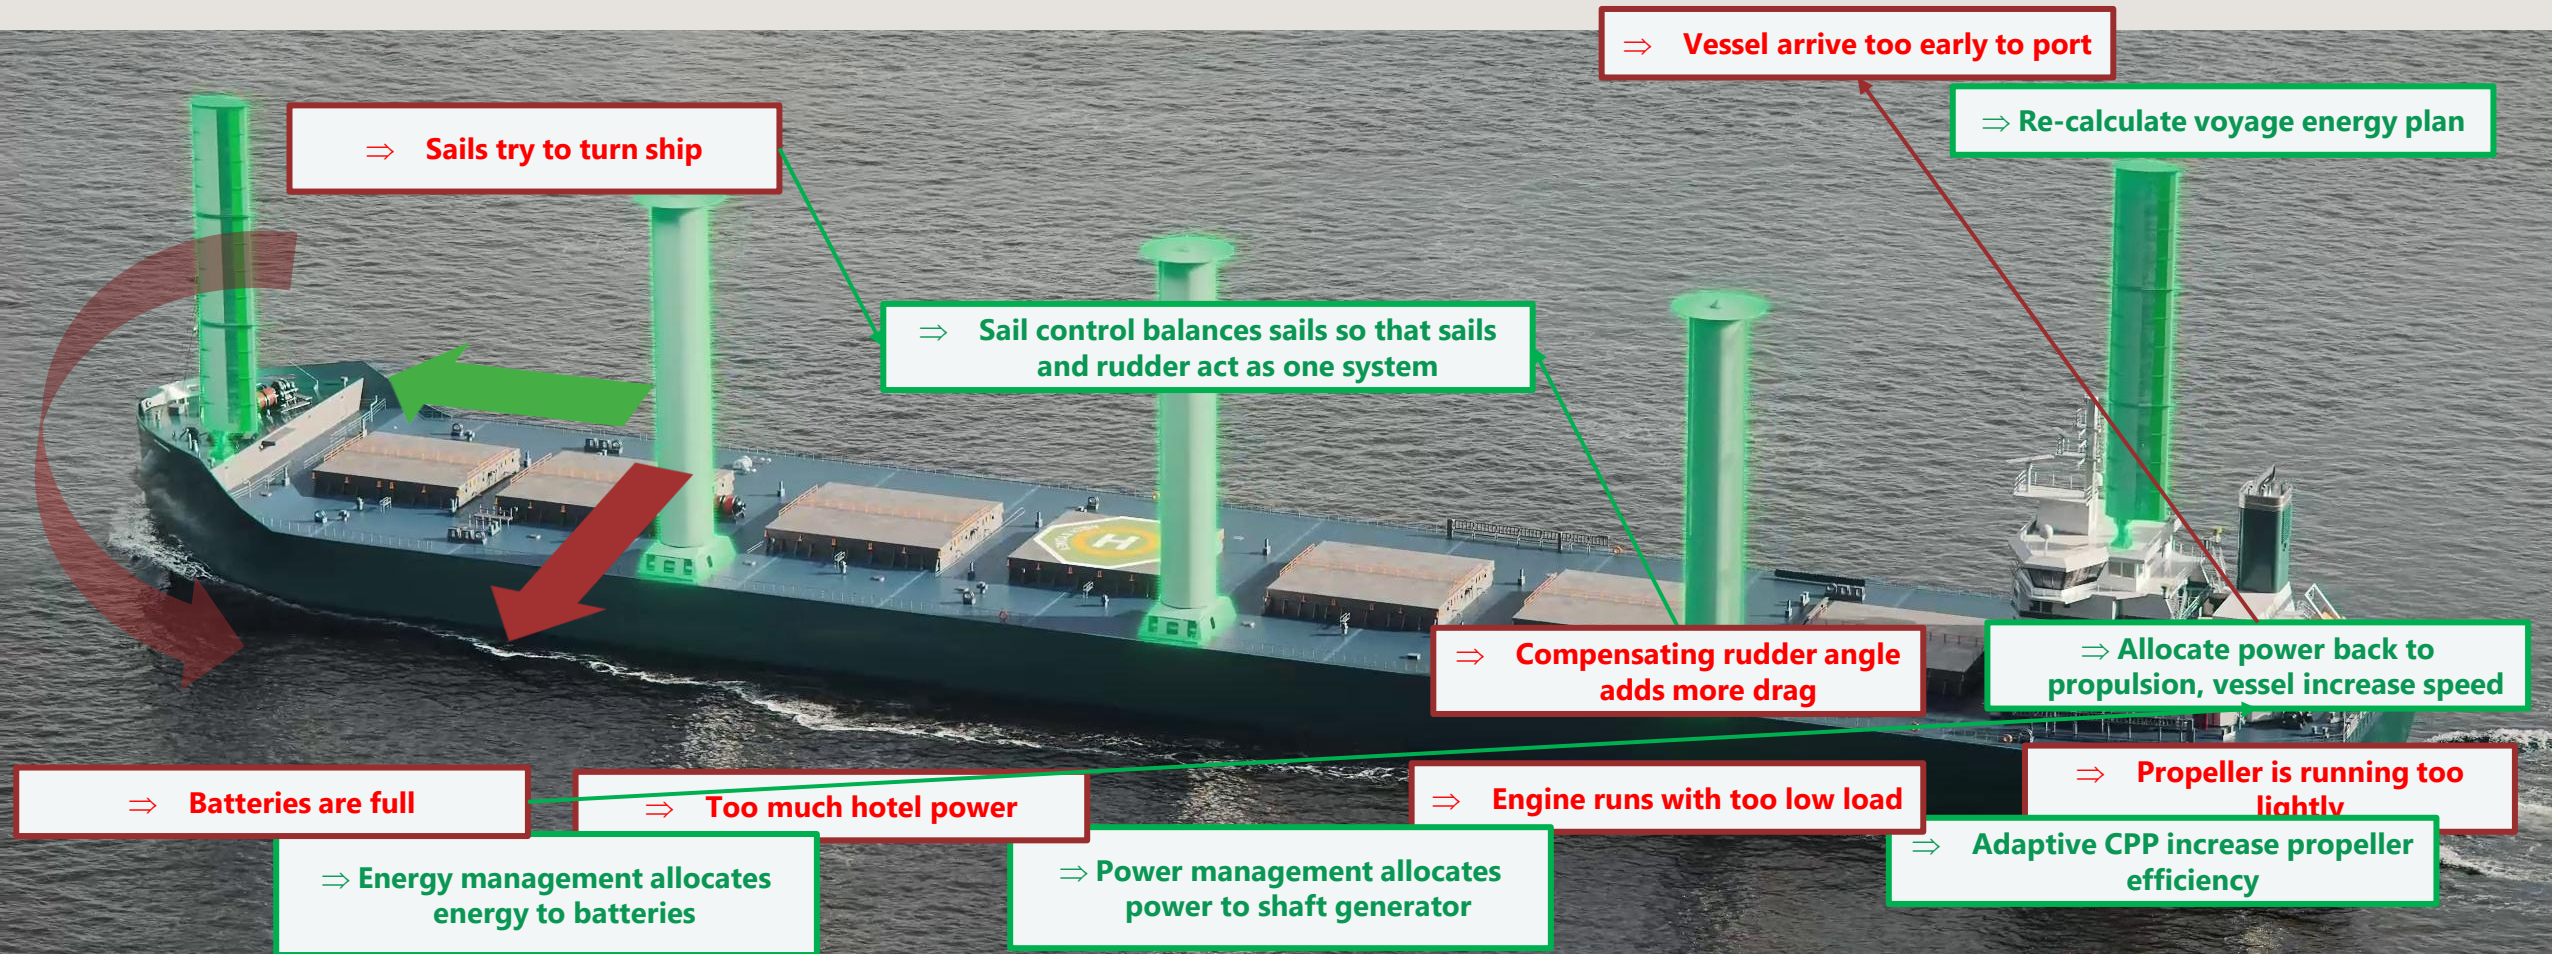 ⇒ Vessel arrive too early to port
⇒ Re-calculate voyage energy plan
⇒ Sails try to turn ship
⇒ Sail control balances sails so that sails
and rudder act as one system
⇒ Compensating rudder angle
adds more drag
⇒ Allocate power back to
propulsion, vessel increase speed
⇒ Batteries are full
⇒ Too much hotel power
⇒ Engine runs with too low load
⇒ Propeller is running too
lightly
⇒ Energy management allocates
energy to batteries
⇒ Power management allocates
power to shaft generator
⇒ Adaptive CPP increase propeller
efficiency
H